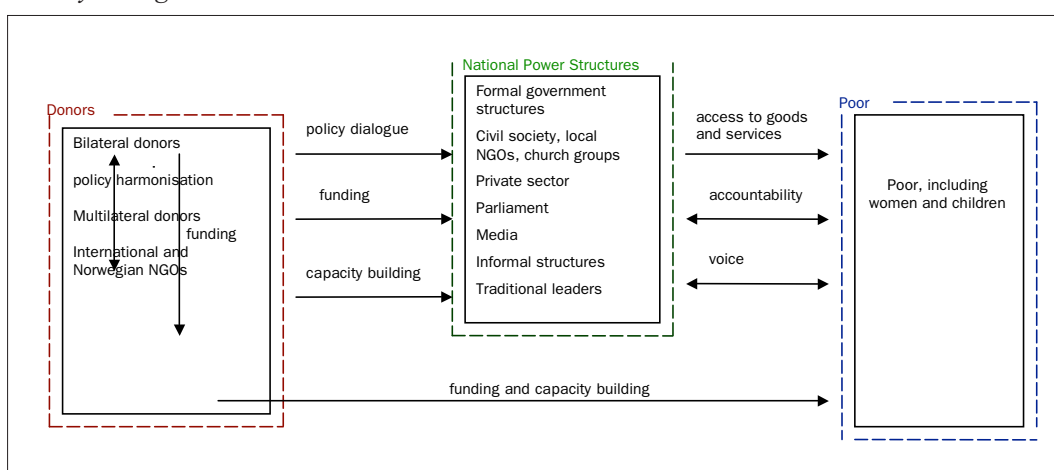 Donors
Bilateral donors
policy harmonisation
Multilateral donors
funding
International and
Norwegian NGOs
policy dialogue
funding
capacity building
National Power Structures
Formal government
structures
Civil society, local
NGOs, church groups
Private sector
Parliament
Media
Informal structures
Traditional leaders
access to goods
and services
accountability
voice
Poor
Poor, including
women and children
funding and capacity building